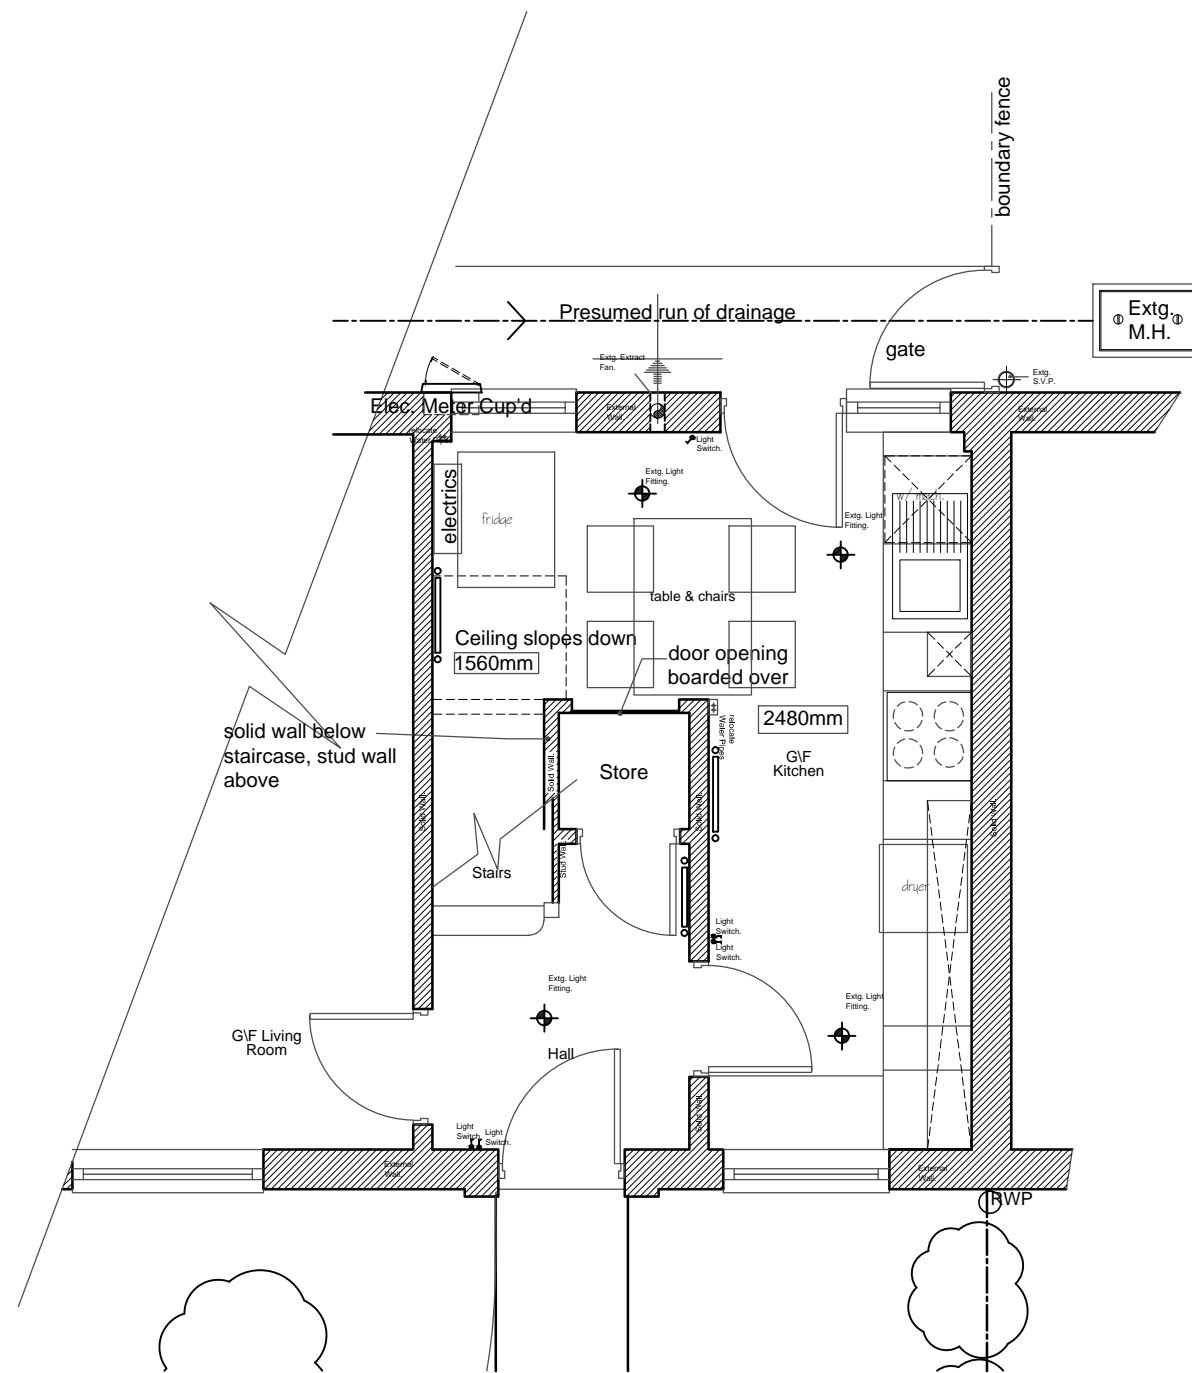 boundary fence
Presumed run of drainage
Extg.
M.H.
gate
Extg. Extract
Fan.
Extg.
S.V.P.
Elec. Meter Cup'd
External
Wall.
External
Wall.
relocate
Light
Switch.
electrics
fridge
Extg. Light
Fitting.
Extg. Light
Fitting.
w/ mch.
table & chairs
Ceiling slopes down
1560mm
door opening
boarded over
2480mm
relocate
Water Pipes
G\F
Kitchen
solid wall below
staircase, stud wall
above
Store
Solid Wall.
Solid Wall.
Solid Wall.
Solid Wall.
Stud Wall.
Stairs
dryer
Light
Switch.
Light
Switch.
Extg. Light
Fitting.
Extg. Light
Fitting.
G\F Living
Room
Hall
Solid Wall.
Light
Switch.
Light
Switch.
External
Wall.
External
Wall.
RWP